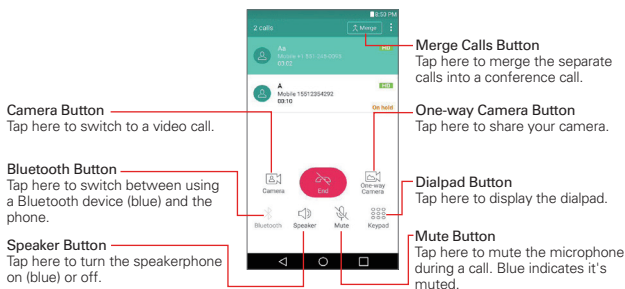 8:53 PM
2 calls
Merge
Aa
HD
Mobile +1 551 235 4293
03:02
A
HD
Mobile 15512354292
03:10
On hold
Camera
End
One-way
Camera
Bluetooth
Speaker
Mute
Keypad
Camera Button
Tap here to switch to a video call.
Bluetooth Button
Tap here to switch between using
a Bluetooth device (blue) and the
phone.
Speaker Button
Tap here to turn the speakerphone
on (blue) or off.
Merge Calls Button
Tap here to merge the separate
calls into a conference call.
One-way Camera Button
Tap here to share your camera.
Dialpad Button
Tap here to display the dialpad.
Mute Button
Tap here to mute the microphone
during a call. Blue indicates it's
muted.